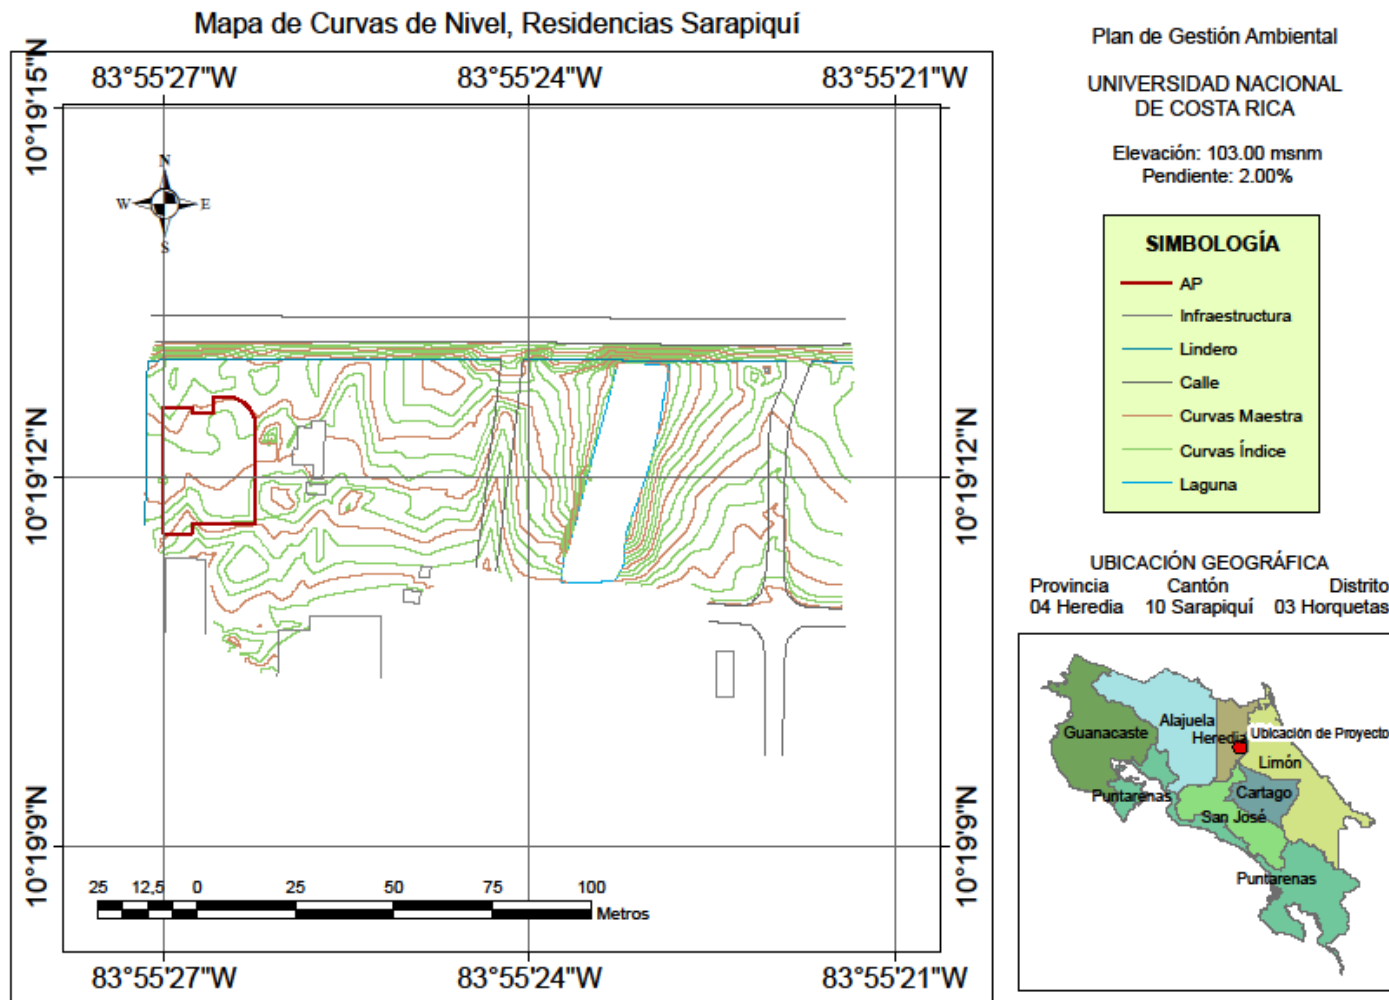 Mapa de Curvas de Nivel, Residencias Sarapiquí
83°55'27"W 83°55'24"W 83°55'21"W
10°19'15"N
N
W E
S
10°19'12"N 10°19'12"N
10°19'9"N 10°19'9"N
25 12,5 0 25 50 75 100
Metros
83°55'27"W 83°55'24"W 83°55'21"W
Plan de Gestión Ambiental
UNIVERSIDAD NACIONAL
DE COSTA RICA
Elevación: 103.00 msnm
Pendiente: 2.00%
SIMBOLOGÍA
AP
Infraestructura
Lindero
Calle
Curvas Maestra
Curvas Índice
Laguna
UBICACIÓN GEOGRÁFICA
Provincia Cantón Distrito
04 Heredia 10 Sarapiquí 03 Horquetas
Alajuela
Guanacaste
Heredia
Ubicación de Proyecto
Limón
Puntarenas
Cartago
San José
Puntarenas